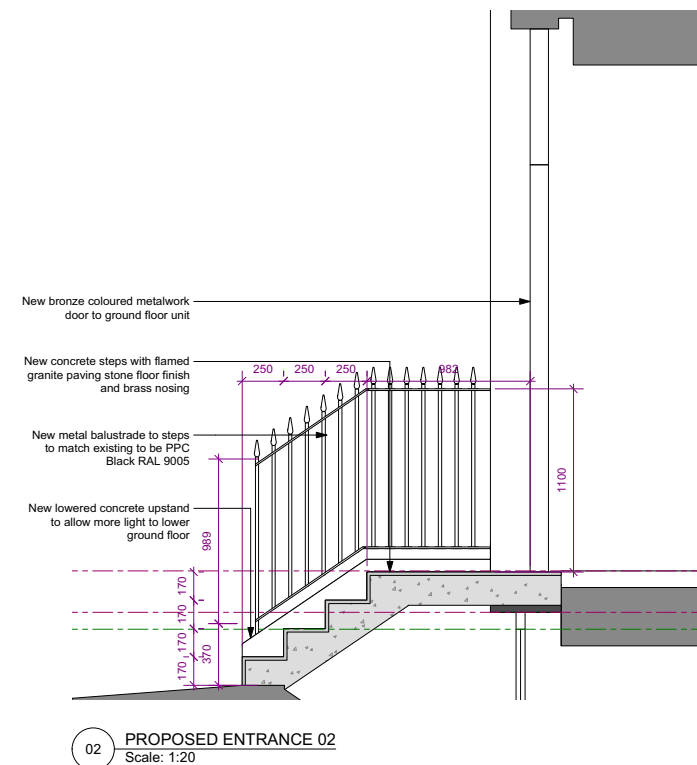 New bronze coloured metalwork
door to ground floor unit
New concrete steps with flamed
granite paving stone floor finish
and brass nosing
250
250
250
982
New metal balustrade to steps
to match existing to be PPC
Black RAL 9005
New lowered concrete upstand
to allow more light to lower
ground floor
1100
989
170
170
170
170
370
02
PROPOSED ENTRANCE 02
Scale: 1:20